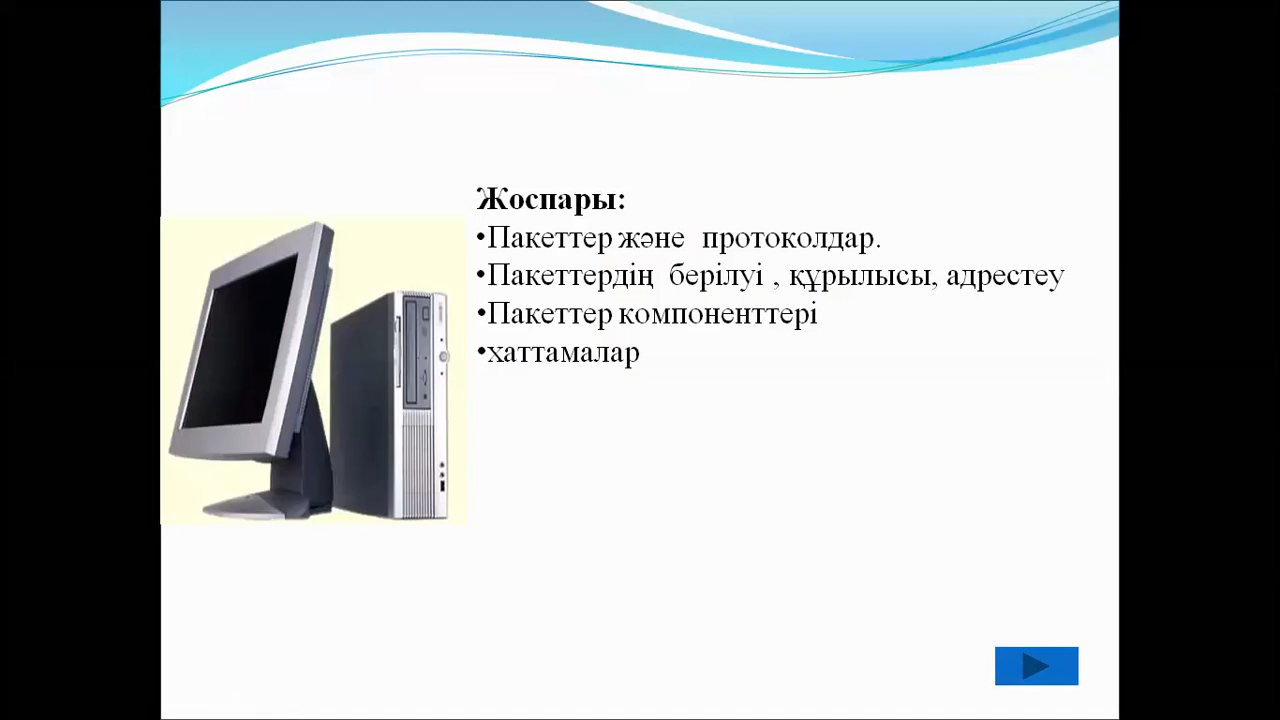 Жоспары:
•Пакеттер және протоколдар.
•Пакеттердің берілуі , құрылысы, адрестеу
•Пакеттер компоненттері
•хаттамалар